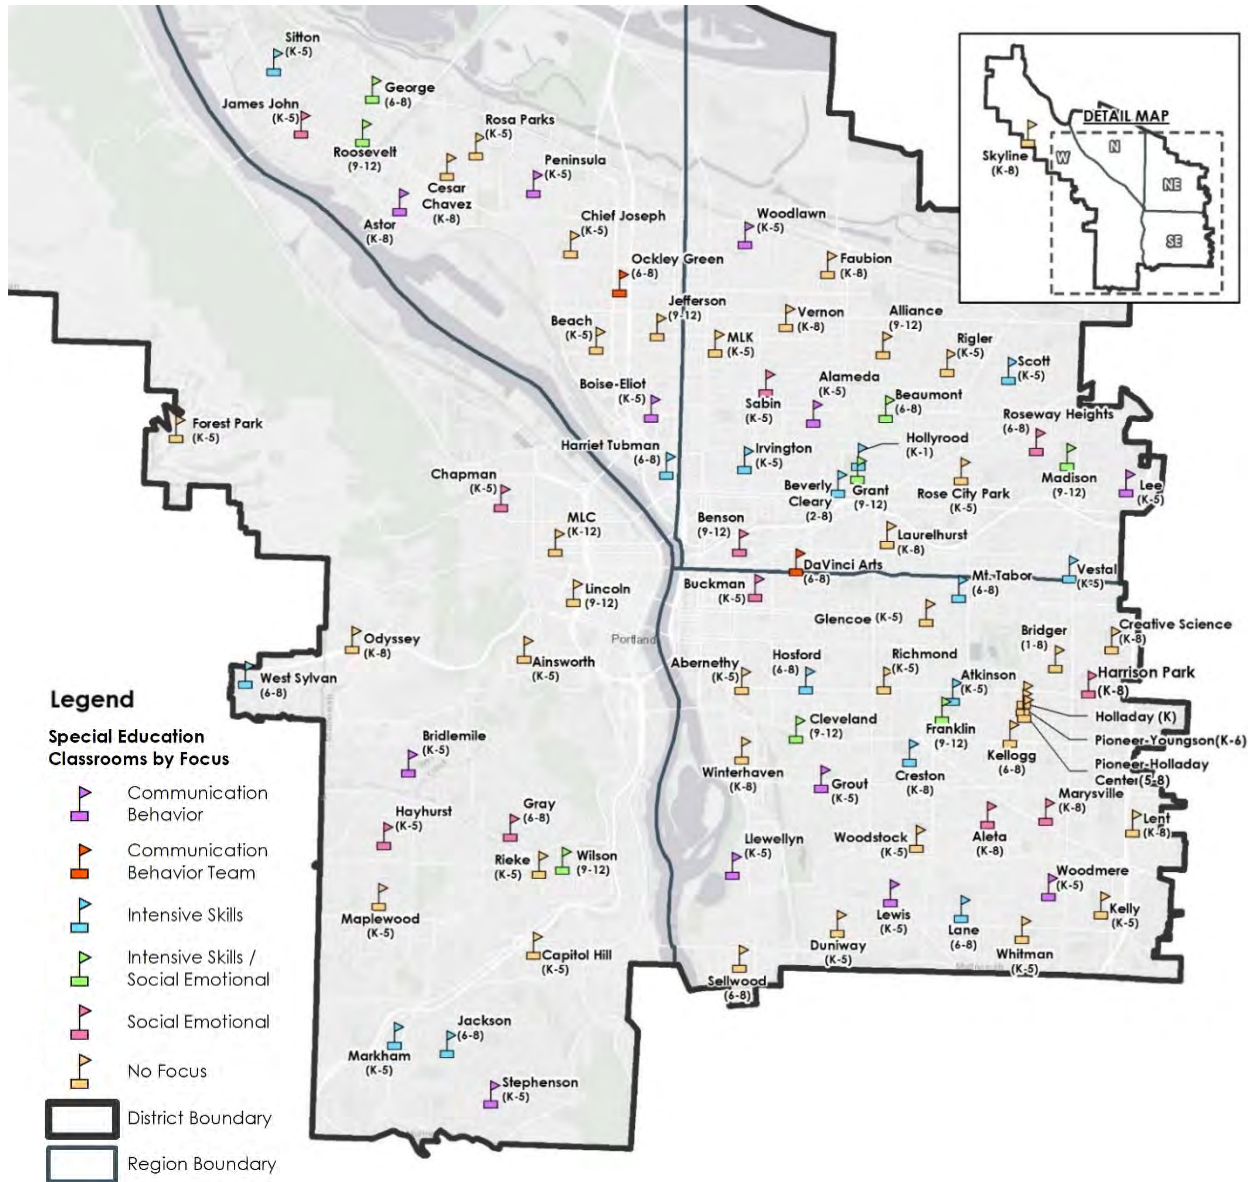 Sitton
(K-5)
George
(6-8)
James John
(K-5)
Roosevelt
(9-12)
Rosa Parks
(K-5)
Cesar
Chavez
(K-8)
Peninsula
(K-5)
Astor
(K-8)
Chief Joseph
(K-5)
Woodlawn
(K-5)
Ockley Green
(6-8)
Faubion
(K-8)
DETAIL MAP
Skyline
(K-8)
W
N
NE
SE
Jefferson
(9-12)
Beach
(K-5)
Vernon
(K-8)
Alliance
(9-12)
MLK
(K-5)
Rigler
(K-5)
Scott
(K-5)
Boise-Eliot
(K-5)
Sabin
(K-5)
Alameda
(K-5)
Beaumont
(6-8)
Roseway Heights
(6-8)
Forest Park
(K-5)
Harriet Tubman
(6-8)
Irvington
(K-5)
Hollyrood
(K-1)
Beverly
Cleary
(2-8)
Grant
(9-12)
Rose City Park
(K-5)
Madison
(9-12)
Lee
(K-5)
Chapman
(K-5)
MLC
(K-12)
Benson
(9-12)
Laurelhurst
(K-8)
DaVinci Arts
(6-8)
Mt. Tabor
(6-8)
Vestal
(K-5)
Lincoln
(9-12)
Buckman
(K-5)
Glencoe (K-5)
Creative Science
(K-8)
Bridger
(1-8)
Portland
Odyssey
(K-8)
Ainsworth
(K-5)
Abernethy
(K-5)
Hosford
(6-8)
Richmond
(K-5)
Atkinson
(K-5)
Harrison Park
(K-8)
West Sylvan
(6-8)
Cleveland
(9-12)
Franklin
(9-12)
Holladay (K)
Pioneer-Youngson(K-6)
Pioneer-Holladay
Center(5-8)
Kellogg
(6-8)
Bridlemile
(K-5)
Winterhaven
(K-8)
Grout
(K-5)
Creston
(K-8)
Hayhurst
(K-5)
Gray
(6-8)
Marysville
(K-8)
Aleta
(K-8)
Lent
(K-8)
Rieke
(K-5)
Wilson
(9-12)
Llewellyn
(K-5)
Woodstock
(K-5)
Woodmere
(K-5)
Maplewood
(K-5)
Lewis
(K-5)
Lane
(6-8)
Kelly
(K-5)
Capitol Hill
(K-5)
Duniway
(K-5)
Whitman
(K-5)
Sellwood
(6-8)
Markham
(K-5)
Jackson
(6-8)
Stephenson
(K-5)
Legend
Special Education
Classrooms by Focus
Communication
Behavior
Communication
Behavior Team
Intensive Skills
Intensive Skills /
Social Emotional
Social Emotional
No Focus
District Boundary
Region Boundary